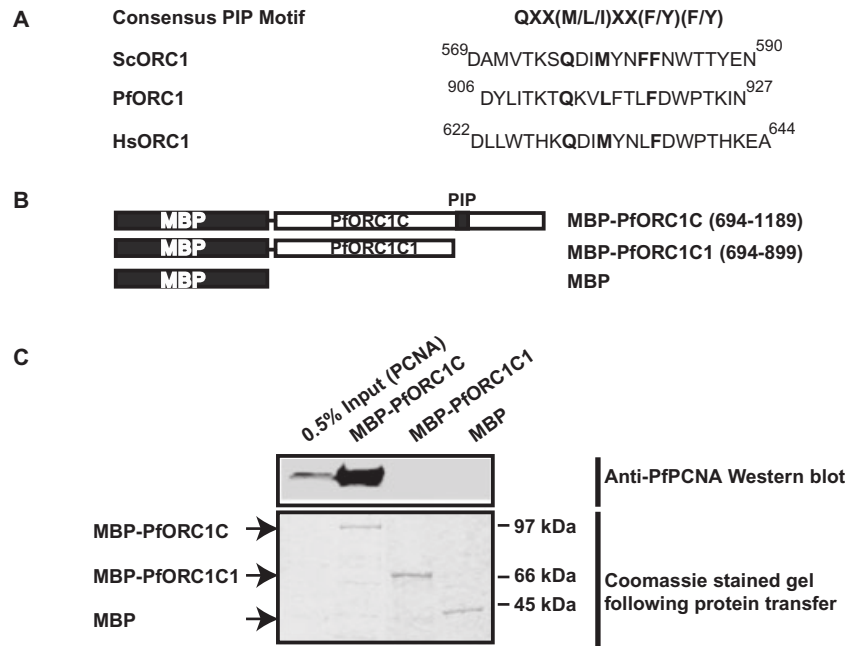 A
Consensus PIP Motif QXX(M/L/I)XX(F/Y)(F/Y)
ScORC1 569DAMVTKSQDIMYNFFNWTTYEN590
PfORC1 906 DYLITKTQKVLFTLFDWPTKIN927
HsORC1 622DLLWTHKQDIMYNLFDWPTHKEA644
B
PIP
MBP PfORC1C MBP-PfORC1C (694-1189)
MBP PfORC1C1 MBP-PfORC1C1 (694-899)
MBP MBP
C
0.5% Input (PCNA)
MBP-PfORC1C
MBP-PfORC1C1
MBP
Anti-PfPCNA Western blot
MBP-PfORC1C 97 kDa
MBP-PfORC1C1 66 kDa
MBP 45 kDa
Coomassie stained gel
following protein transfer